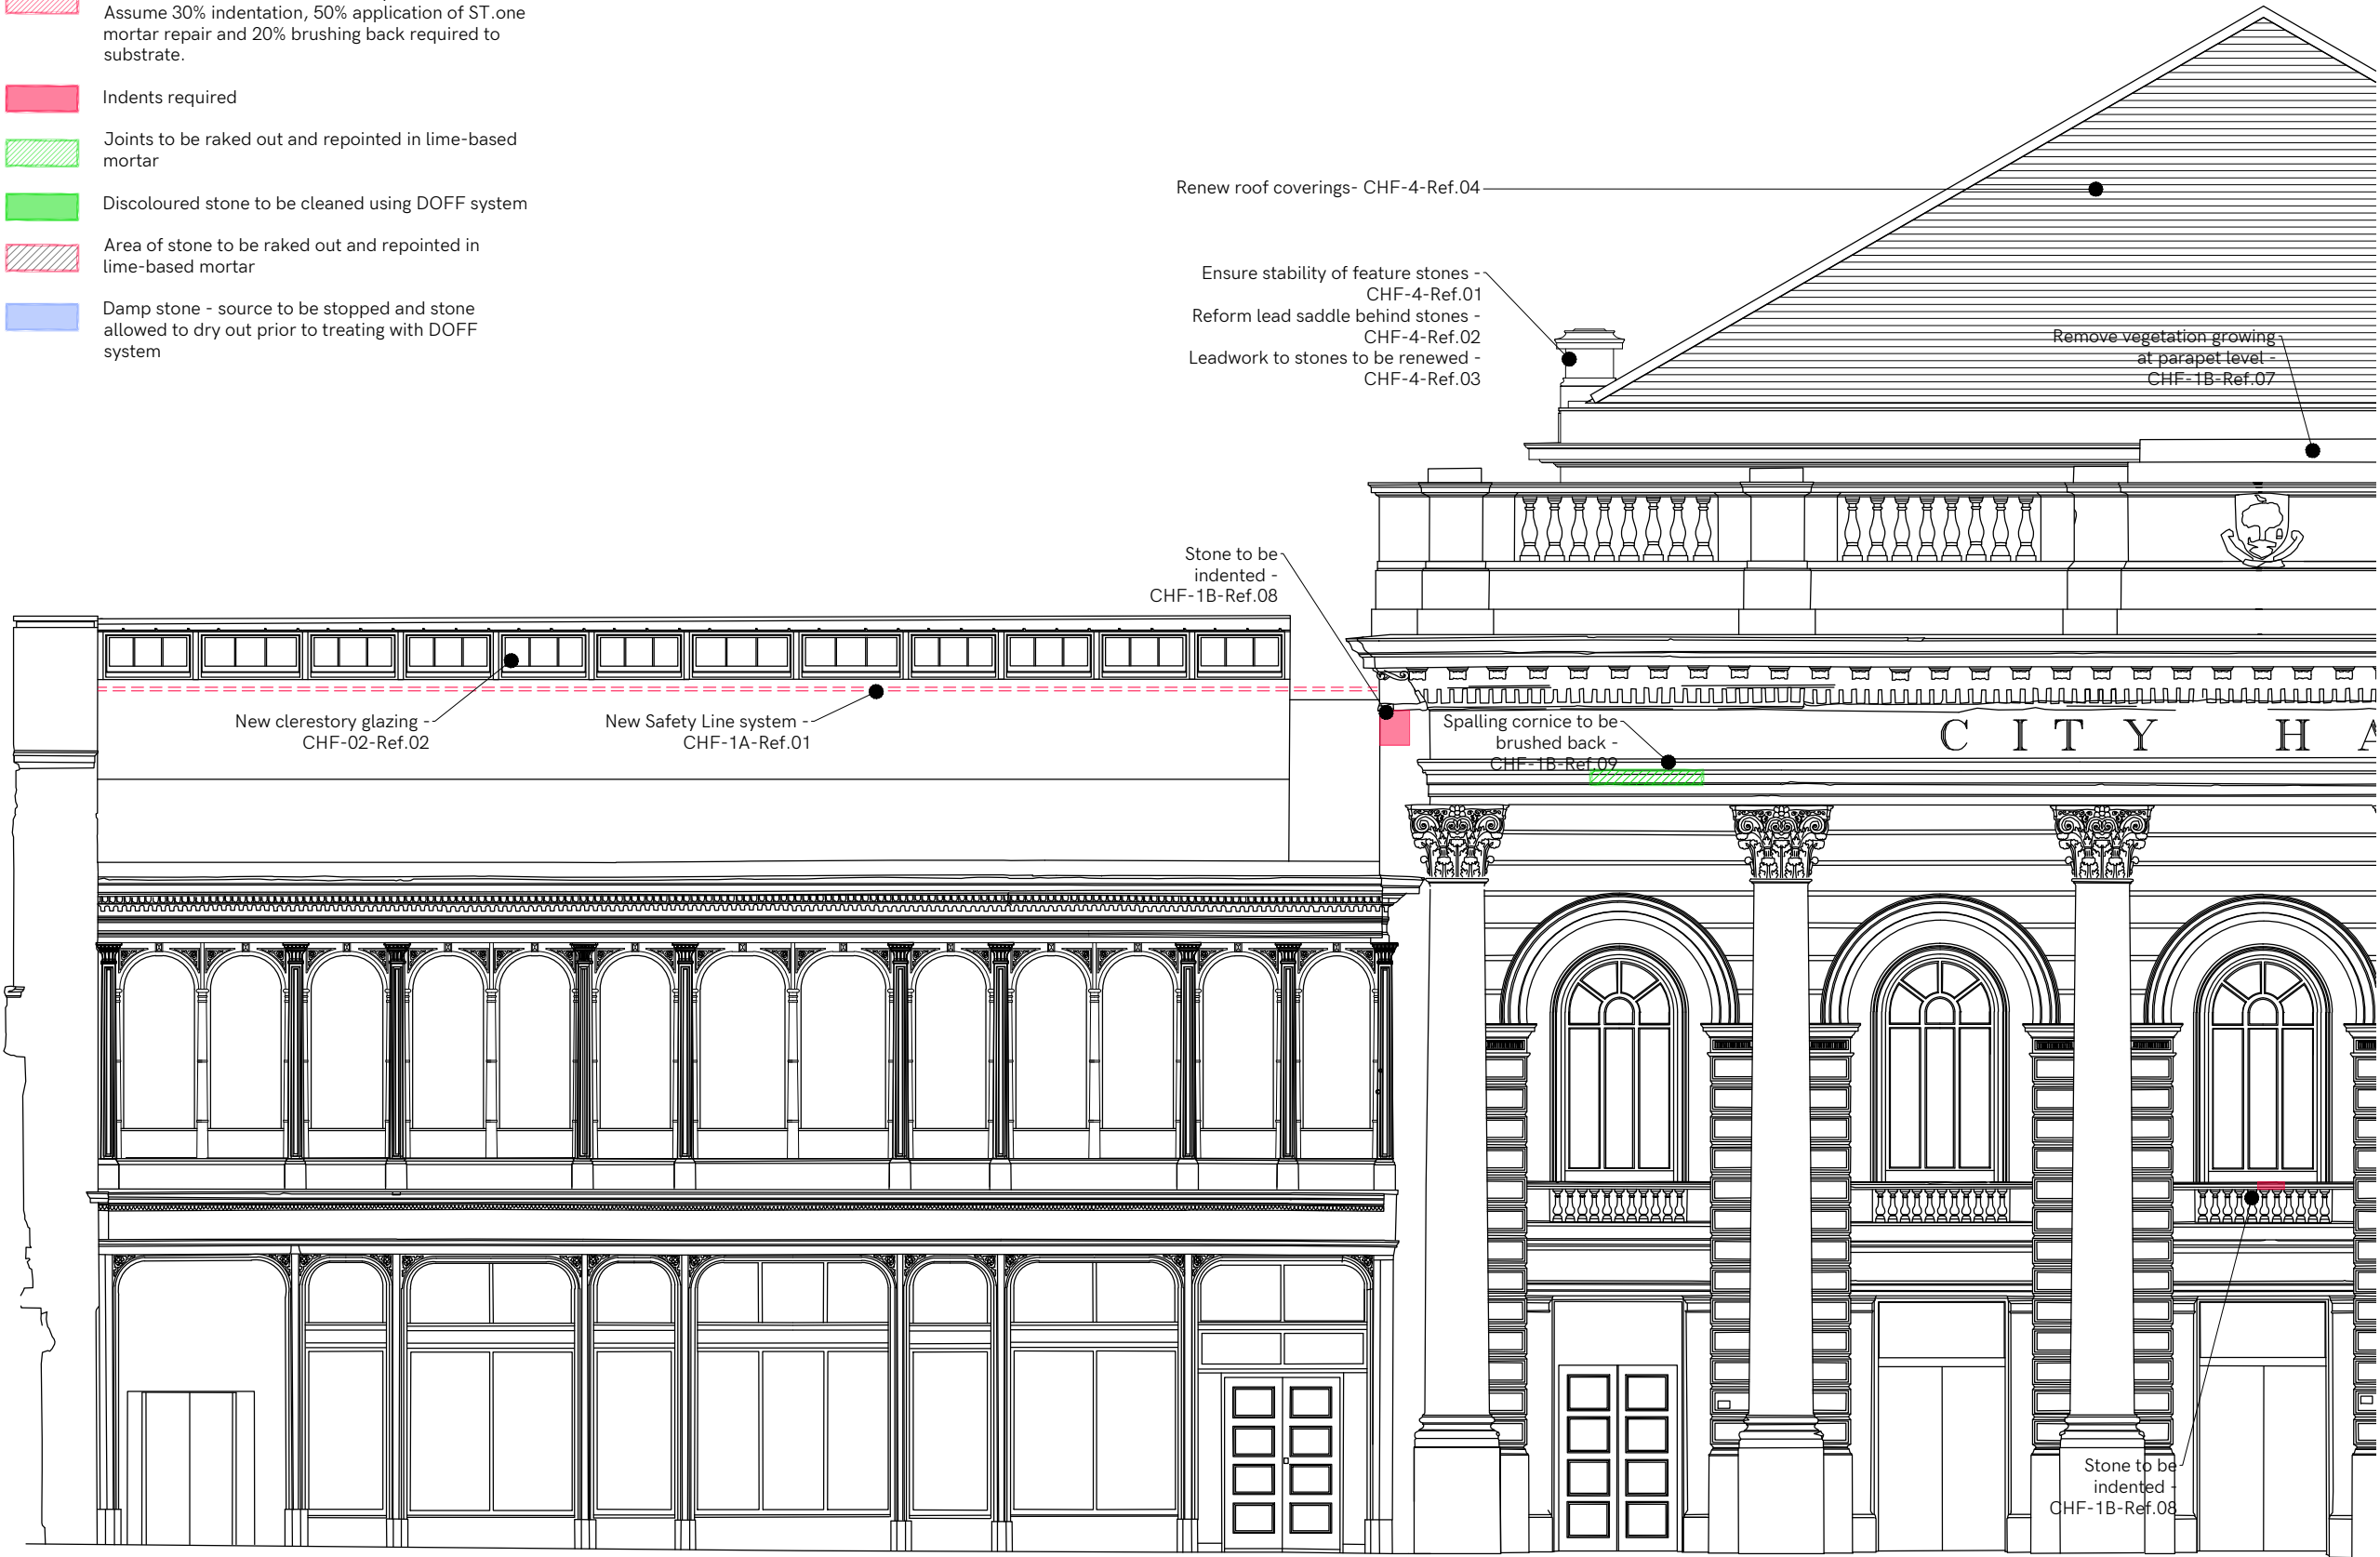 Assume 30% indentation, 50% application of ST.one
mortar repair and 20% brushing back required to
substrate.
Indents required
Joints to be raked out and repointed in lime-based
mortar
Discoloured stone to be cleaned using DOFF system
Area of stone to be raked out and repointed in
lime-based mortar
Damp stone - source to be stopped and stone
allowed to dry out prior to treating with DOFF
system
Renew roof coverings- CHF-4-Ref.04
Ensure stability of feature stones -
CHF-4-Ref.01
Reform lead saddle behind stones -
CHF-4-Ref.02
Leadwork to stones to be renewed -
CHF-4-Ref.03
Remove vegetation growing
at parapet level -
CHF-1B-Ref.07
Stone to be
indented -
CHF-1B-Ref.08
New clerestory glazing -
CHF-02-Ref.02
New Safety Line system -
CHF-1A-Ref.01
Spalling cornice to be
brushed back -
CHF-1B-Ref.09
CITY HA
Stone to be
indented -
CHF-1B-Ref.08